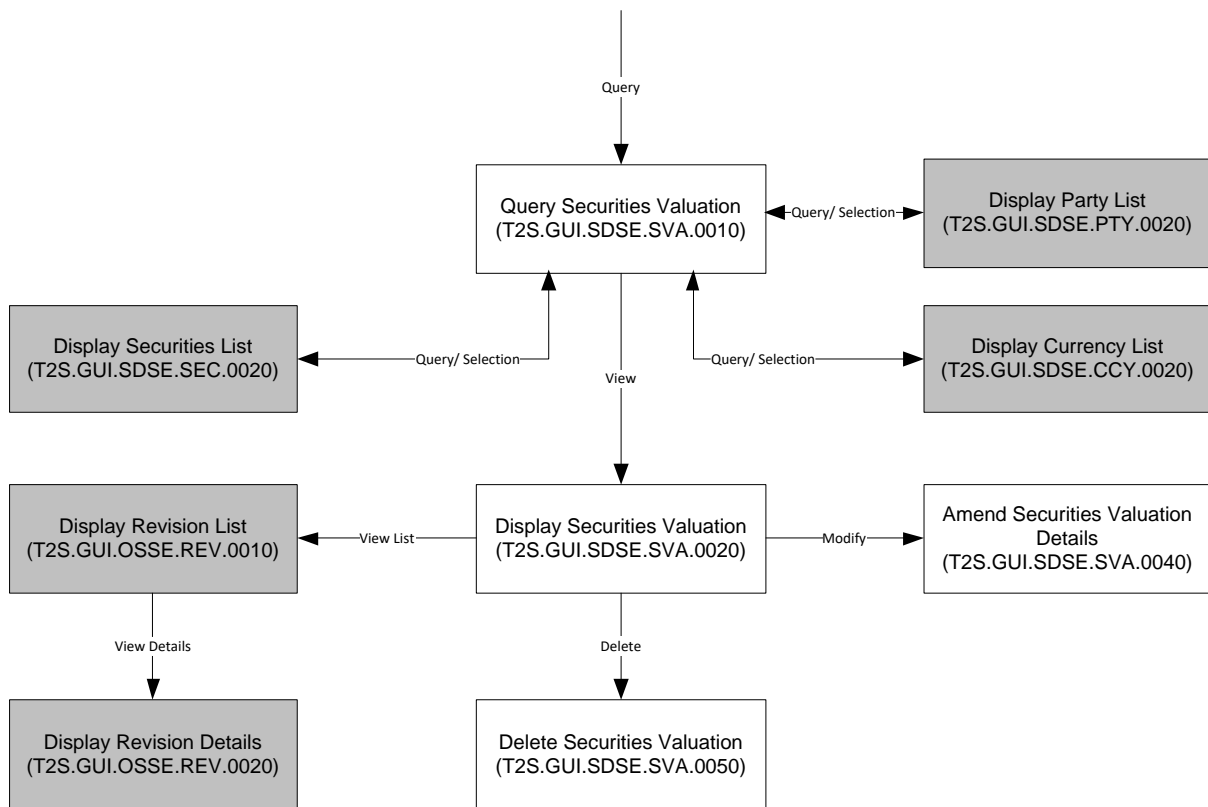 Query
Query Securities Valuation
(T2S.GUI.SDSE.SVA.0010)
Query/ Selection
Display Party List
(T2S.GUI.SDSE.PTY.0020)
Display Securities List
(T2S.GUI.SDSE.SEC.0020)
Query/ Selection
Query/ Selection
Display Currency List
(T2S.GUI.SDSE.CCY.0020)
View
Display Revision List
(T2S.GUI.OSSE.REV.0010)
View List
Display Securities Valuation
(T2S.GUI.SDSE.SVA.0020)
Modify
Amend Securities Valuation
Details
(T2S.GUI.SDSE.SVA.0040)
View Details
Delete
Display Revision Details
(T2S.GUI.OSSE.REV.0020)
Delete Securities Valuation
(T2S.GUI.SDSE.SVA.0050)